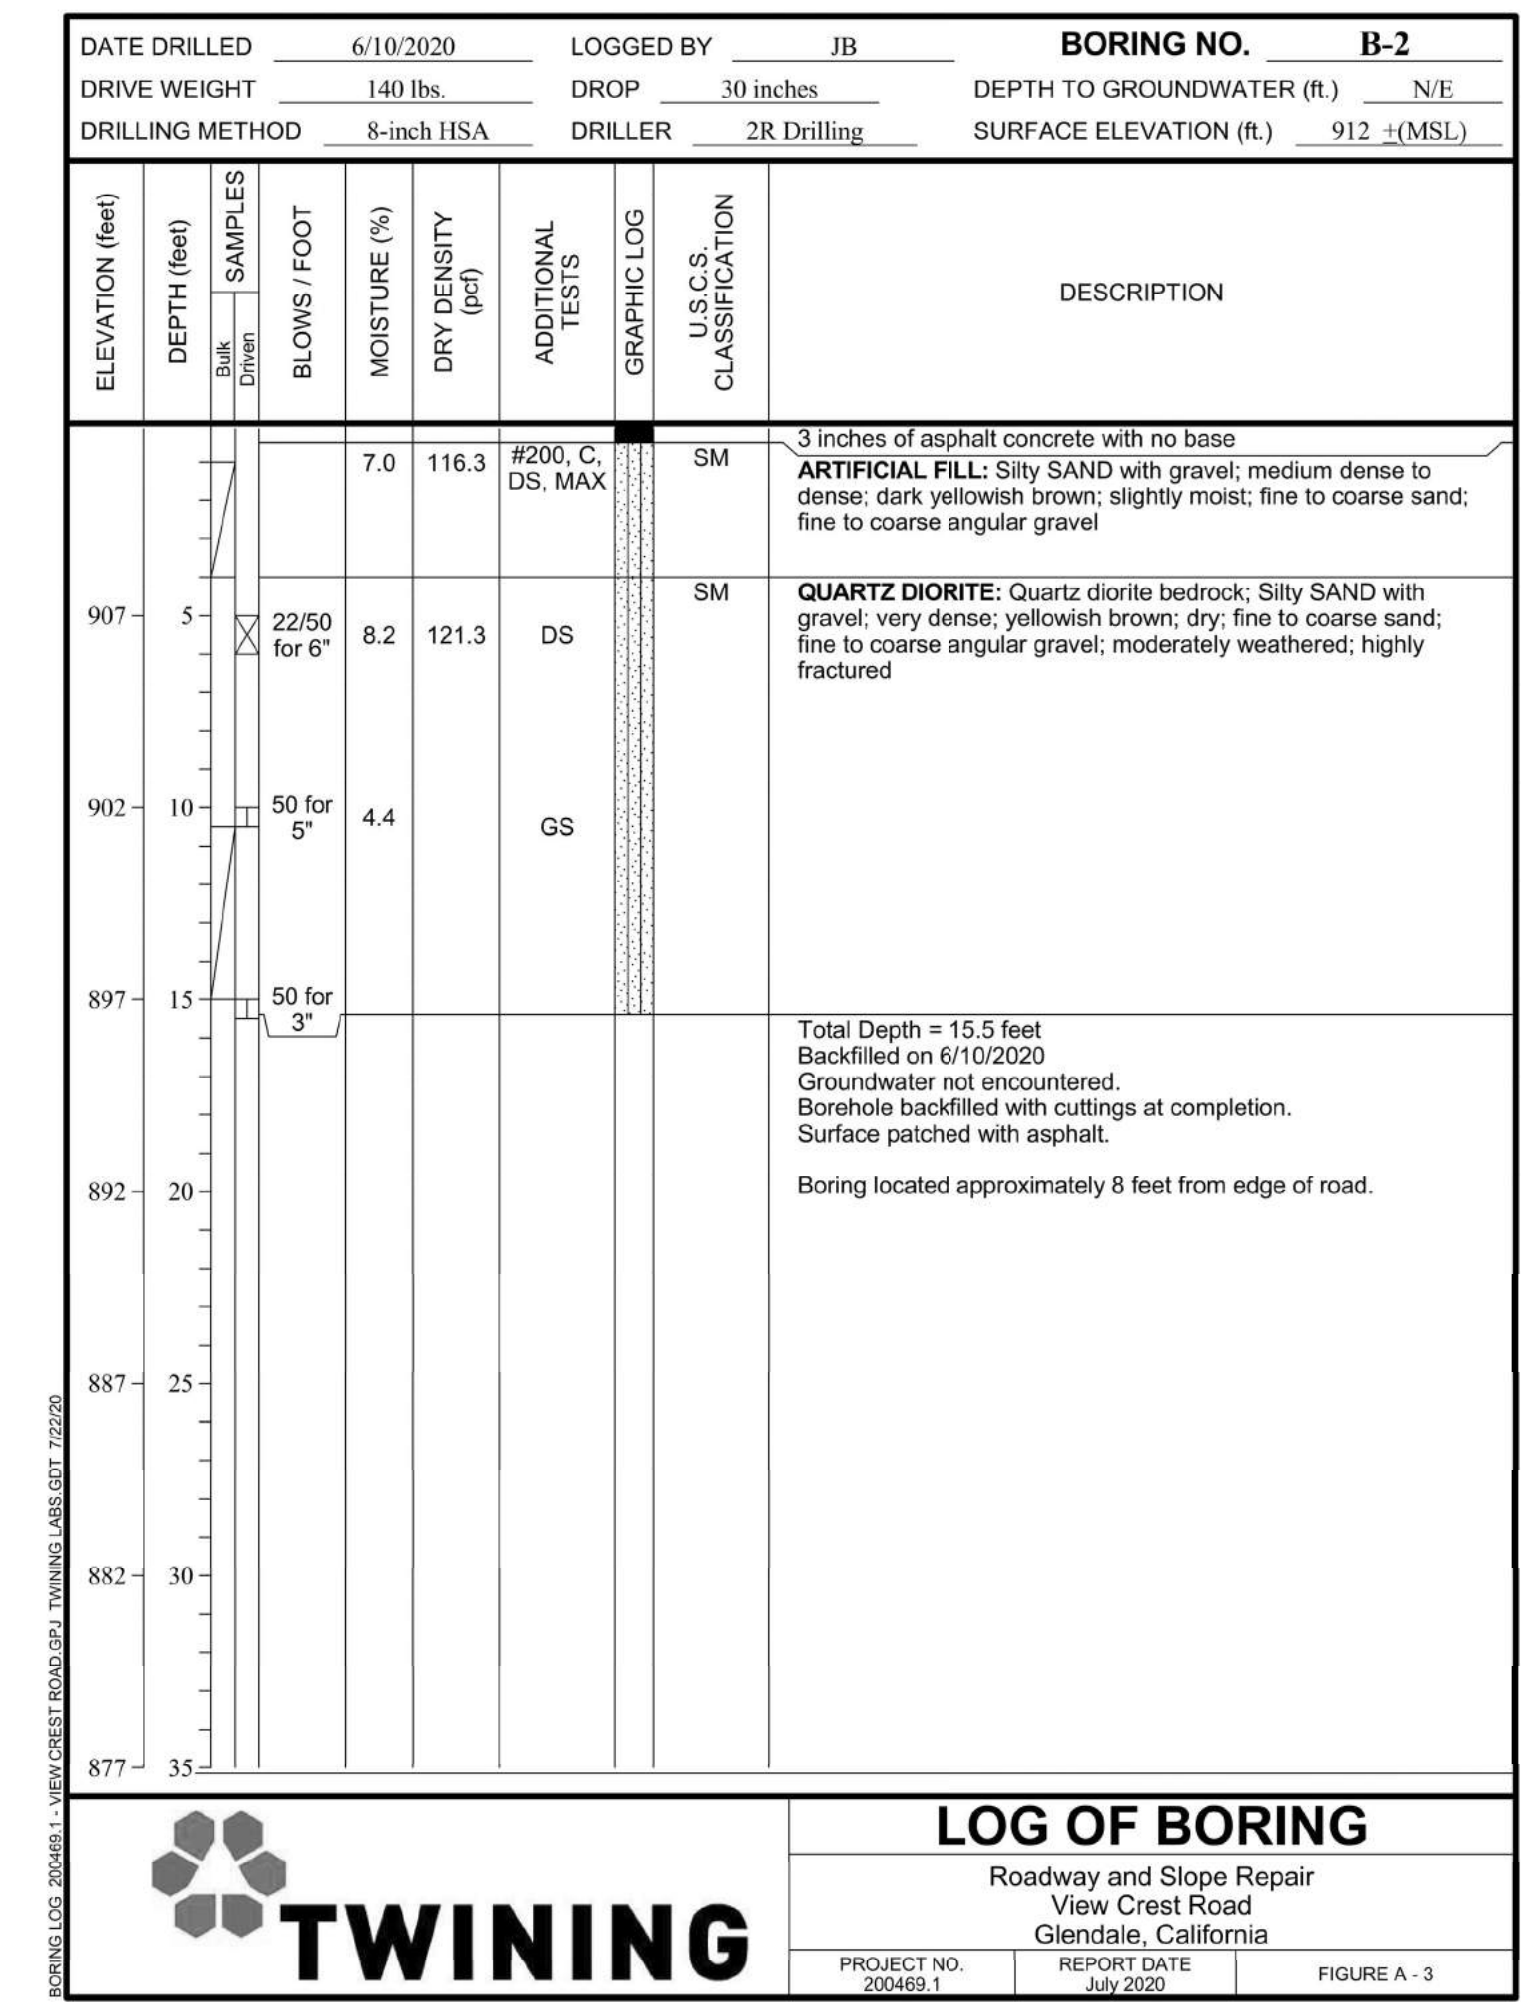 DATE DRILLED 6/10/2020 LOGGED BY JB BORING NO. B-2
DRIVE WEIGHT 140 lbs. DROP 30 inches DEPTH TO GROUNDWATER (ft.) N/E
DRILLING METHOD 8-inch HSA DRILLER 2R Drilling SURFACE ELEVATION (ft.) 912 ±(MSL)
ELEVATION (feet)
DEPTH (feet)
SAMPLES
Bulk
Driven
BLOWS / FOOT
MOISTURE (%)
DRY DENSITY
(pcf)
ADDITIONAL
TESTS
GRAPHIC LOG
U.S.C.S.
CLASSIFICATION
DESCRIPTION
3 inches of asphalt concrete with no base
7.0 116.3 #200, C,
DS, MAX
SM
ARTIFICIAL FILL: Silty SAND with gravel; medium dense to
dense; dark yellowish brown; slightly moist; fine to coarse sand;
fine to coarse angular gravel
907 5 22/50
for 6"
8.2 121.3 DS
SM
QUARTZ DIORITE: Quartz diorite bedrock; Silty SAND with
gravel; very dense; yellowish brown; dry; fine to coarse sand;
fine to coarse angular gravel; moderately weathered; highly
fractured
902 10 50 for
5"
4.4 GS
897 15 50 for
3"
Total Depth = 15.5 feet
Backfilled on 6/10/2020
Groundwater not encountered.
Borehole backfilled with cuttings at completion.
Surface patched with asphalt.
892 20
Boring located approximately 8 feet from edge of road.
887 25
882 30
877 35
BORING LOG 200469.1 - VIEW CREST ROAD.GPJ TWINING LABS.GDT 7/22/20
TWINING
LOG OF BORING
Roadway and Slope Repair
View Crest Road
Glendale, California
PROJECT NO.
200469.1
REPORT DATE
July 2020
FIGURE A - 3